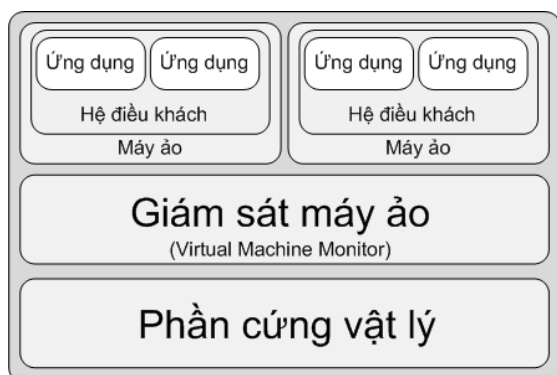 Ứng dụng
Ứng dụng
Hệ điều khách
Máy ảo
Ứng dụng
Ứng dụng
Hệ điều khách
Máy ảo
Giám sát máy ảo
(Virtual Machine Monitor)
Phần cứng vật lý